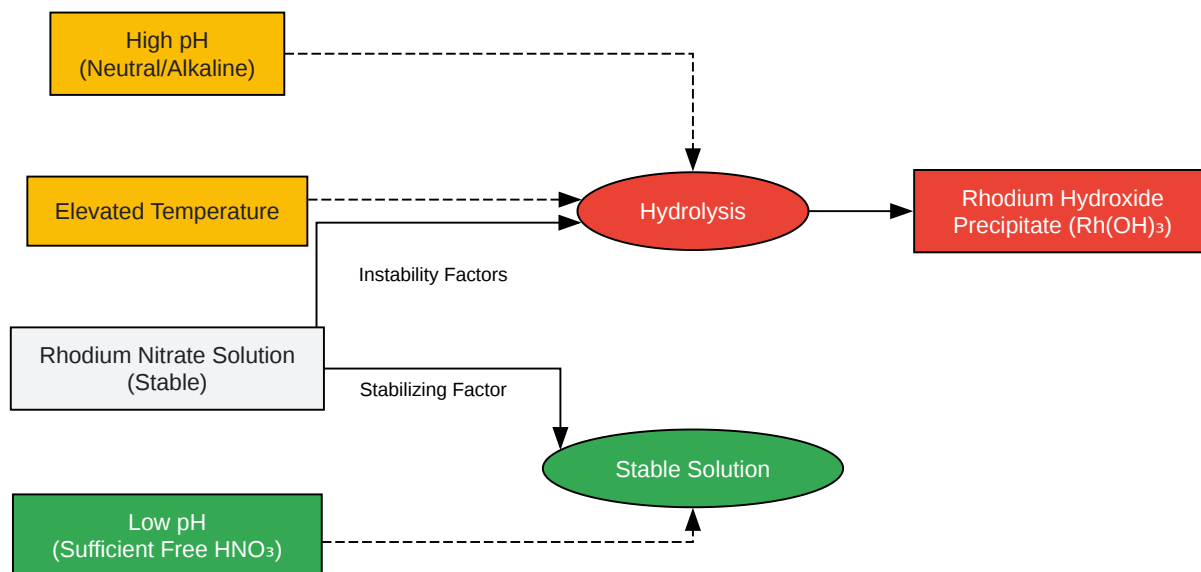 High pH
(Neutral/Alkaline)
Elevated Temperature
Hydrolysis
Rhodium Hydroxide
Precipitate (Rh(OH)₃)
Instability Factors
Rhodium Nitrate Solution
(Stable)
Stabilizing Factor
Stable Solution
Low pH
(Sufficient Free HNO₃)